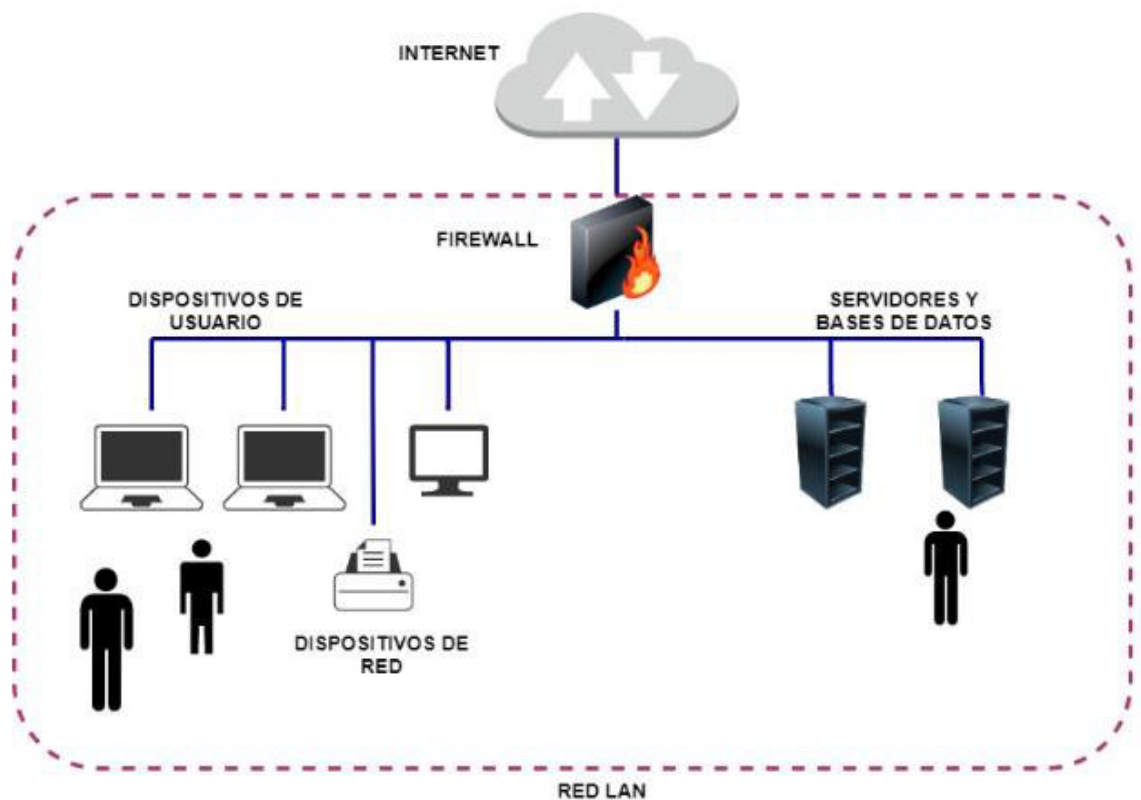 INTERNET
FIREWALL
DISPOSITIVOS DE
USUARIO
SERVIDORES Y
BASES DE DATOS
DISPOSITIVOS DE
RED
RED LAN